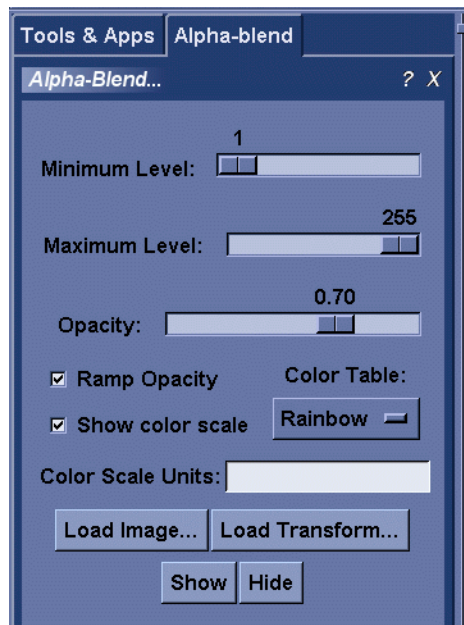 Tools & Apps Alpha-blend
Alpha-Blend... ? X
1
Minimum Level:
255
Maximum Level:
0.70
Opacity:
Ramp Opacity Color Table:
Show color scale Rainbow
Color Scale Units:
Load Image... Load Transform...
Show Hide